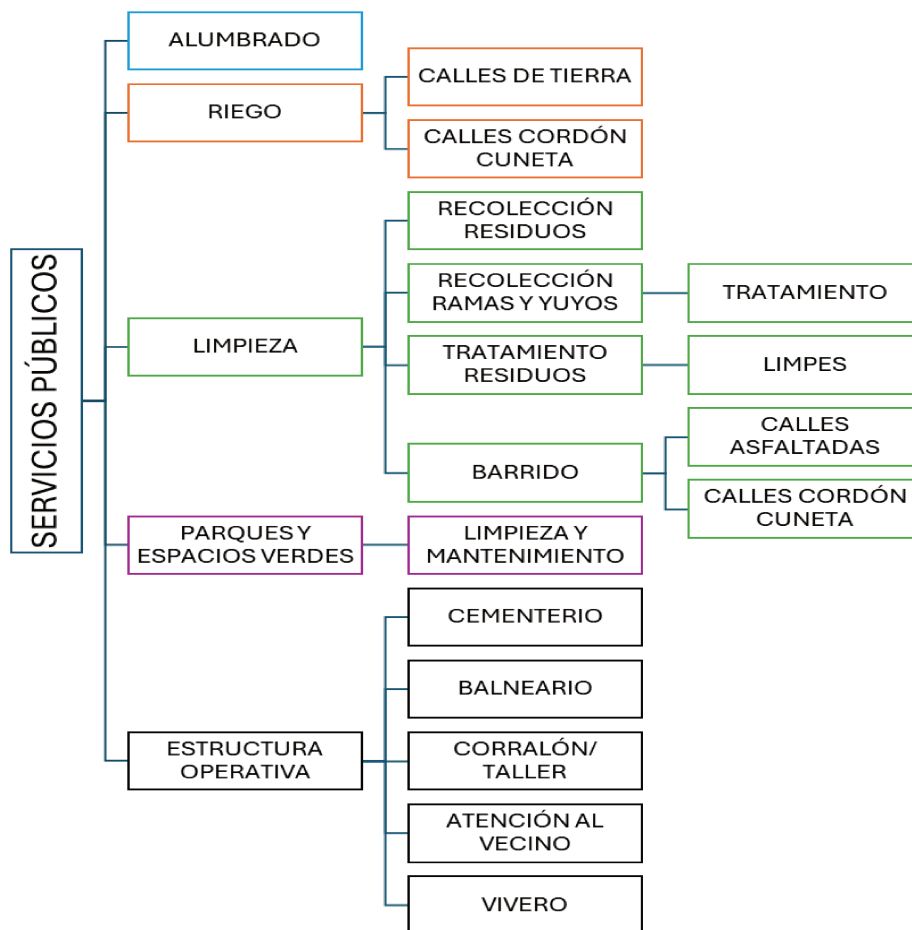 SERVICIOS PÚBLICOS
ALUMBRADO
RIEGO
CALLES DE TIERRA
CALLES CORDÓN
CUNETA
LIMPIEZA
RECOLECCIÓN
RESIDUOS
RECOLECCIÓN
RAMAS Y YUYOS
TRATAMIENTO
TRATAMIENTO
RESIDUOS
LIMPES
BARRIDO
CALLES
ASFALTADAS
CALLES CORDÓN
CUNETA
PARQUES Y
ESPACIOS VERDES
LIMPIEZA Y
MANTENIMIENTO
ESTRUCTURA
OPERATIVA
CEMENTERIO
BALNEARIO
CORRALÓN/
TALLER
ATENCIÓN AL
VECINO
VIVERO